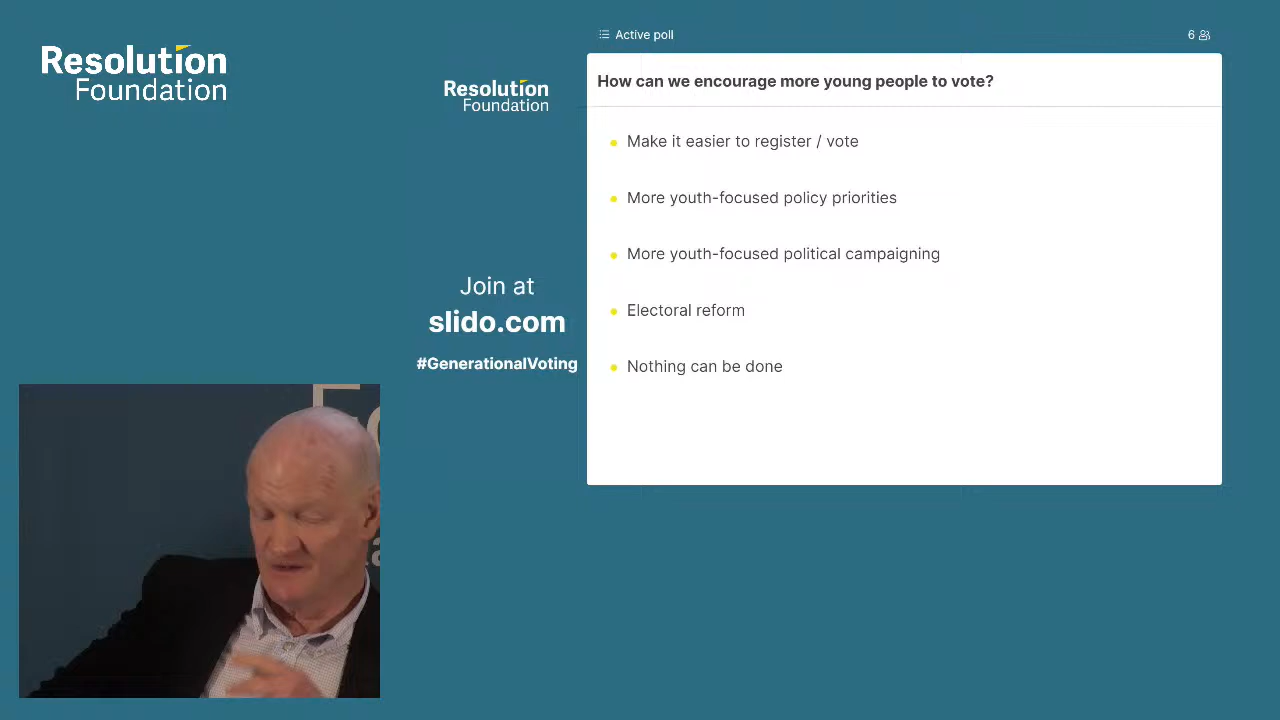 Resolution
Foundation
Active poll
6
Resolution
Foundation
How can we encourage more young people to vote?
Make it easier to register / vote
More youth-focused policy priorities
More youth-focused political campaigning
Electoral reform
Nothing can be done
Join at
slido.com
#GenerationalVoting